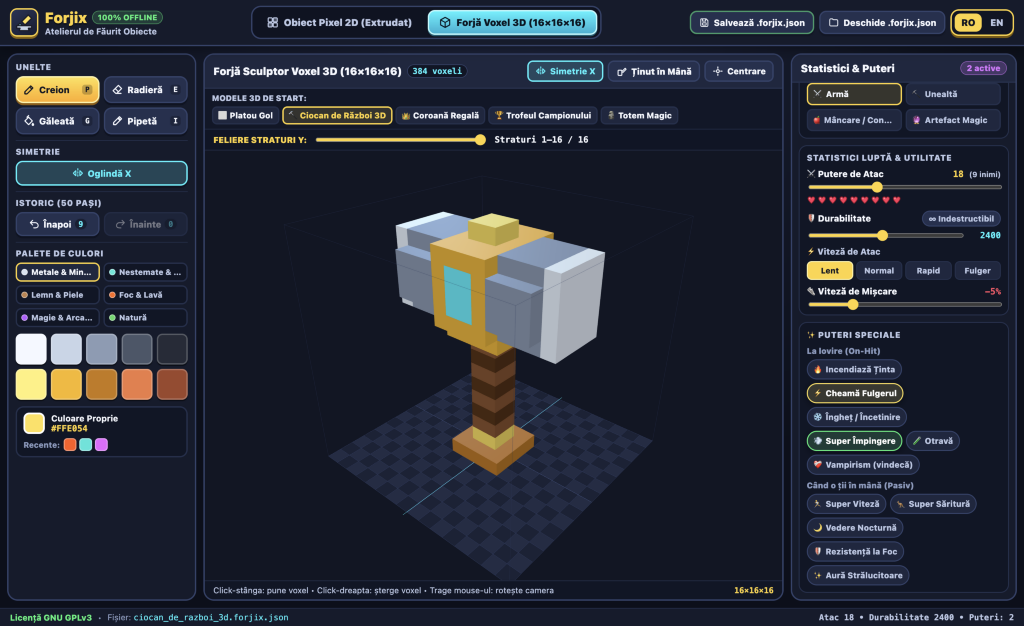 Forjix 100% OFFLINE
Atelierul de Făurit Obiecte
Obiect Pixel 2D (Extrudat)
Forjă Voxel 3D (16×16×16)
Salvează .forjix.json
Deschide .forjix.json
RO EN
UNELTE
Creion P
Radieră E
Găleată G
Pipetă I
SIMETRIE
Oglindă X
ISTORIC (50 PAȘI)
Înapoi 9
Înainte 0
PALETE DE CULORI
Metale & Min...
Nestemate & ...
Lemn & Piele
Foc & Lavă
Magie & Arca...
Natură
Culoare Proprie
#FFE054
Recente:
Forjă Sculptor Voxel 3D (16×16×16) 384 voxeli
Simetrie X
Ținut în Mână
Centrare
MODELE 3D DE START:
Platou Gol
Ciocan de Război 3D
Coroană Regală
Trofeul Campionului
Totem Magic
FELIERE STRATURI Y: Straturi 1–16 / 16
Click-stânga: pune voxel • Click-dreapta: șterge voxel • Trage mouse-ul: rotește camera
16×16×16
Statistici & Puteri 2 active
Armă
Unealtă
Mâncare / Con...
Artefact Magic
STATISTICI LUPTĂ & UTILITATE
Putere de Atac 18 (9 inimi)
Durabilitate ∞ Indestructibil
2400
Viteză de Atac
Lent Normal Rapid Fulger
Viteză de Mișcare −5%
PUTERI SPECIALE
La lovire (On-Hit)
Incendiază Ținta
Cheamă Fulgerul
Îngheț / Încetinire
Super Împingere
Otravă
Vampirism (vindecă)
Când o ții în mână (Pasiv)
Super Viteză
Super Săritură
Vedere Nocturnă
Rezistență la Foc
Aură Strălucitoare
Licență GNU GPLv3 • Fișier: ciocan_de_razboi_3d.forjix.json
Atac 18 • Durabilitate 2400 • Puteri: 2